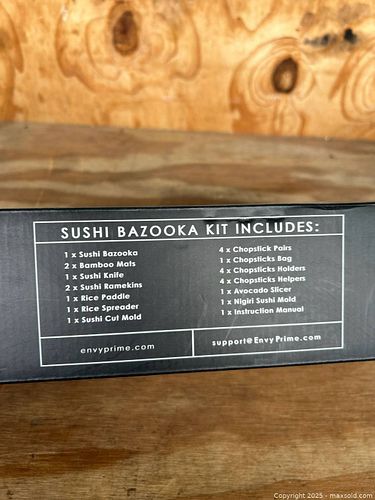 SUSHI BAZOOKA KIT INCLUDES:
1 x Sushi Bazooka
2 x Bamboo Mats
1 x Sushi Knife
2 x Sushi Ramekins
1 x Rice Paddle
1 x Rice Spreader
1 x Sushi Cut Mold
4 x Chopstick Pairs
1 x Chopsticks Bag
4 x Chopstick Holders
4 x Chopsticks Helpers
1 x Avocado Slicer
1 x Nigiri Sushi Mold
1 x Instruction Manual
envyprime.com
support@EnvyPrime.com
Copyright 2025 - maxsold.com